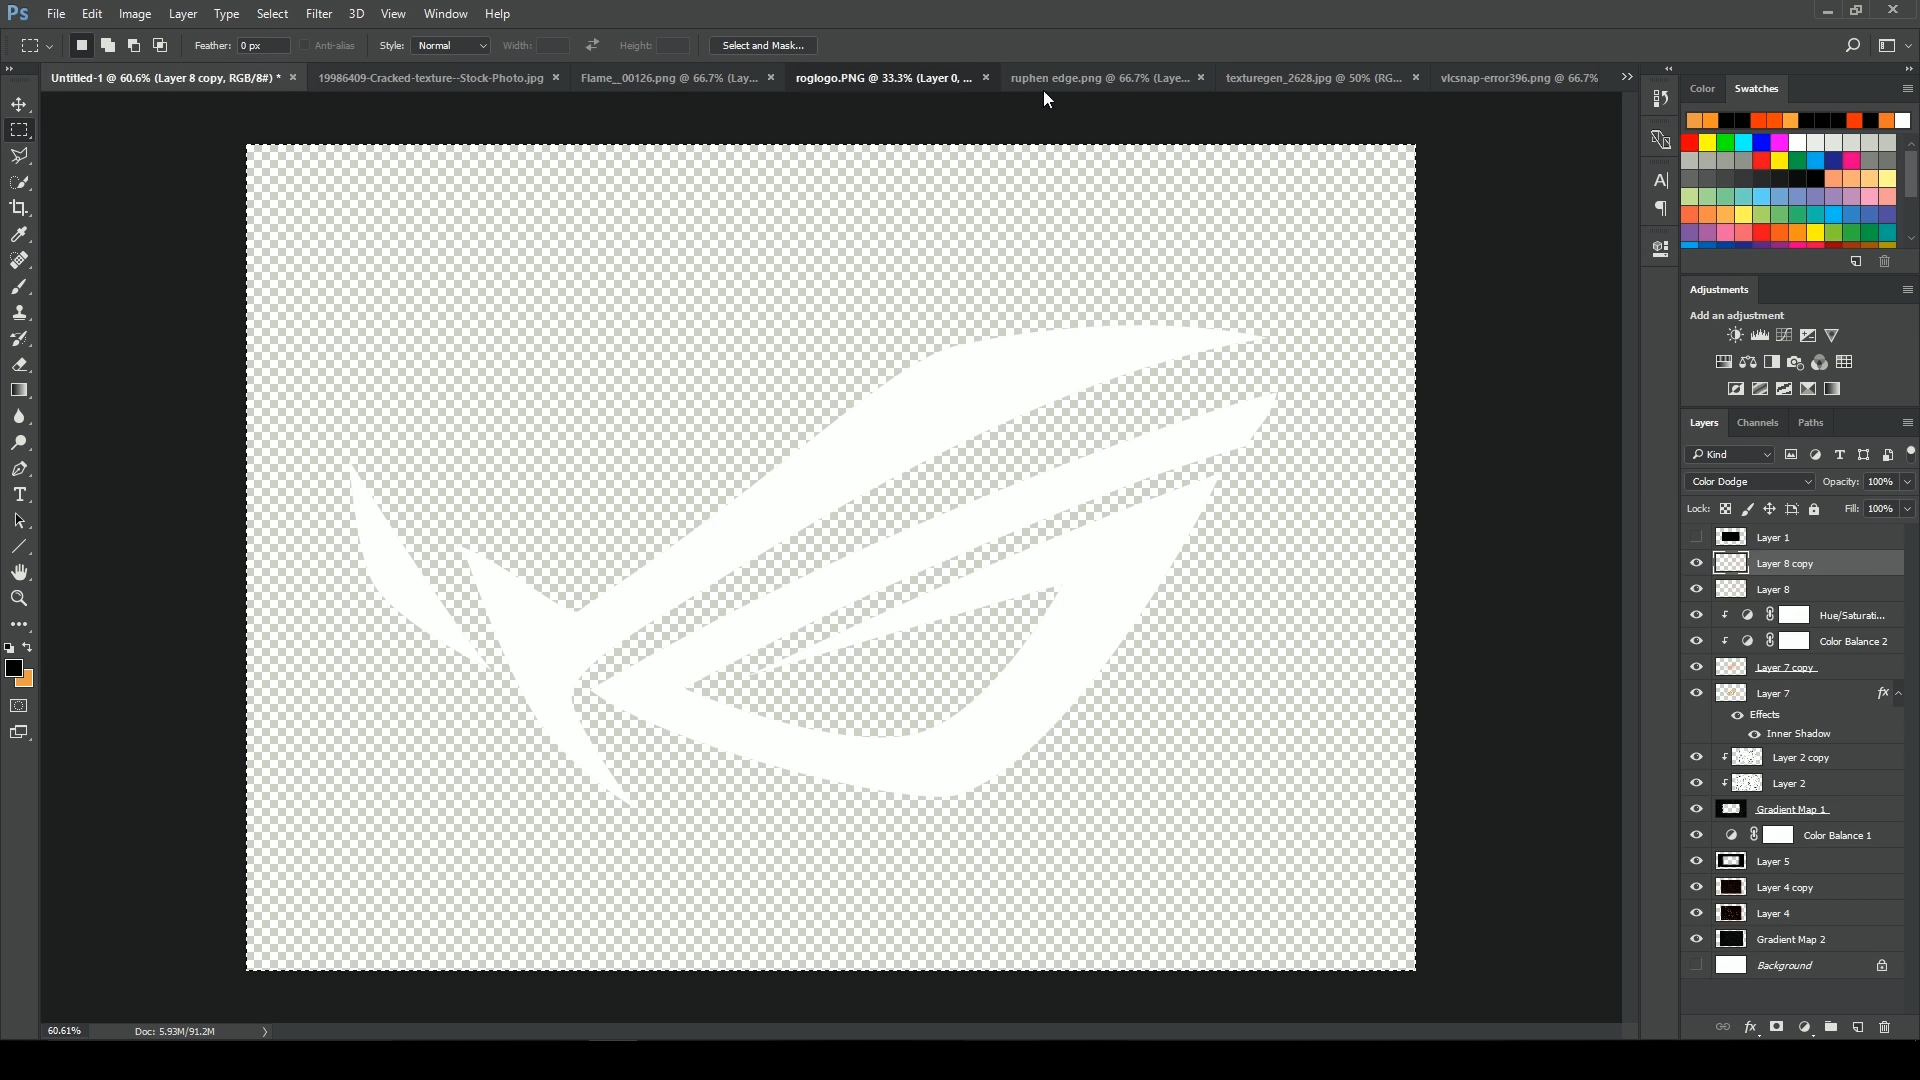 Ps File Edit Image Layer Type Select Filter 3D View Window Help
Feather: 0 px Anti-alias Style: Normal Width: Height: Select and Mask...
Untitled-1 @ 60.6% (Layer 8 copy, RGB/8#) * × 19986409-Cracked-texture--Stock-Photo.jpg × Flame__00126.png @ 66.7% (Lay... × roglogo.PNG @ 33.3% (Layer 0, ... × ruphen edge.png @ 66.7% (Laye... × texturegen_2628.jpg @ 50% (RG... × vlcsnap-error396.png @ 66.7%
Color Swatches
Adjustments
Add an adjustment
Layers Channels Paths
Kind
Color Dodge Opacity: 100%
Lock: Fill: 100%
Layer 1
Layer 8 copy
Layer 8
Hue/Saturati...
Color Balance 2
Layer 7 copy
Layer 7 fx
Effects
Inner Shadow
Layer 2 copy
Layer 2
Gradient Map 1
Color Balance 1
Layer 5
Layer 4 copy
Layer 4
Gradient Map 2
Background
60.61% Doc: 5.93M/91.2M